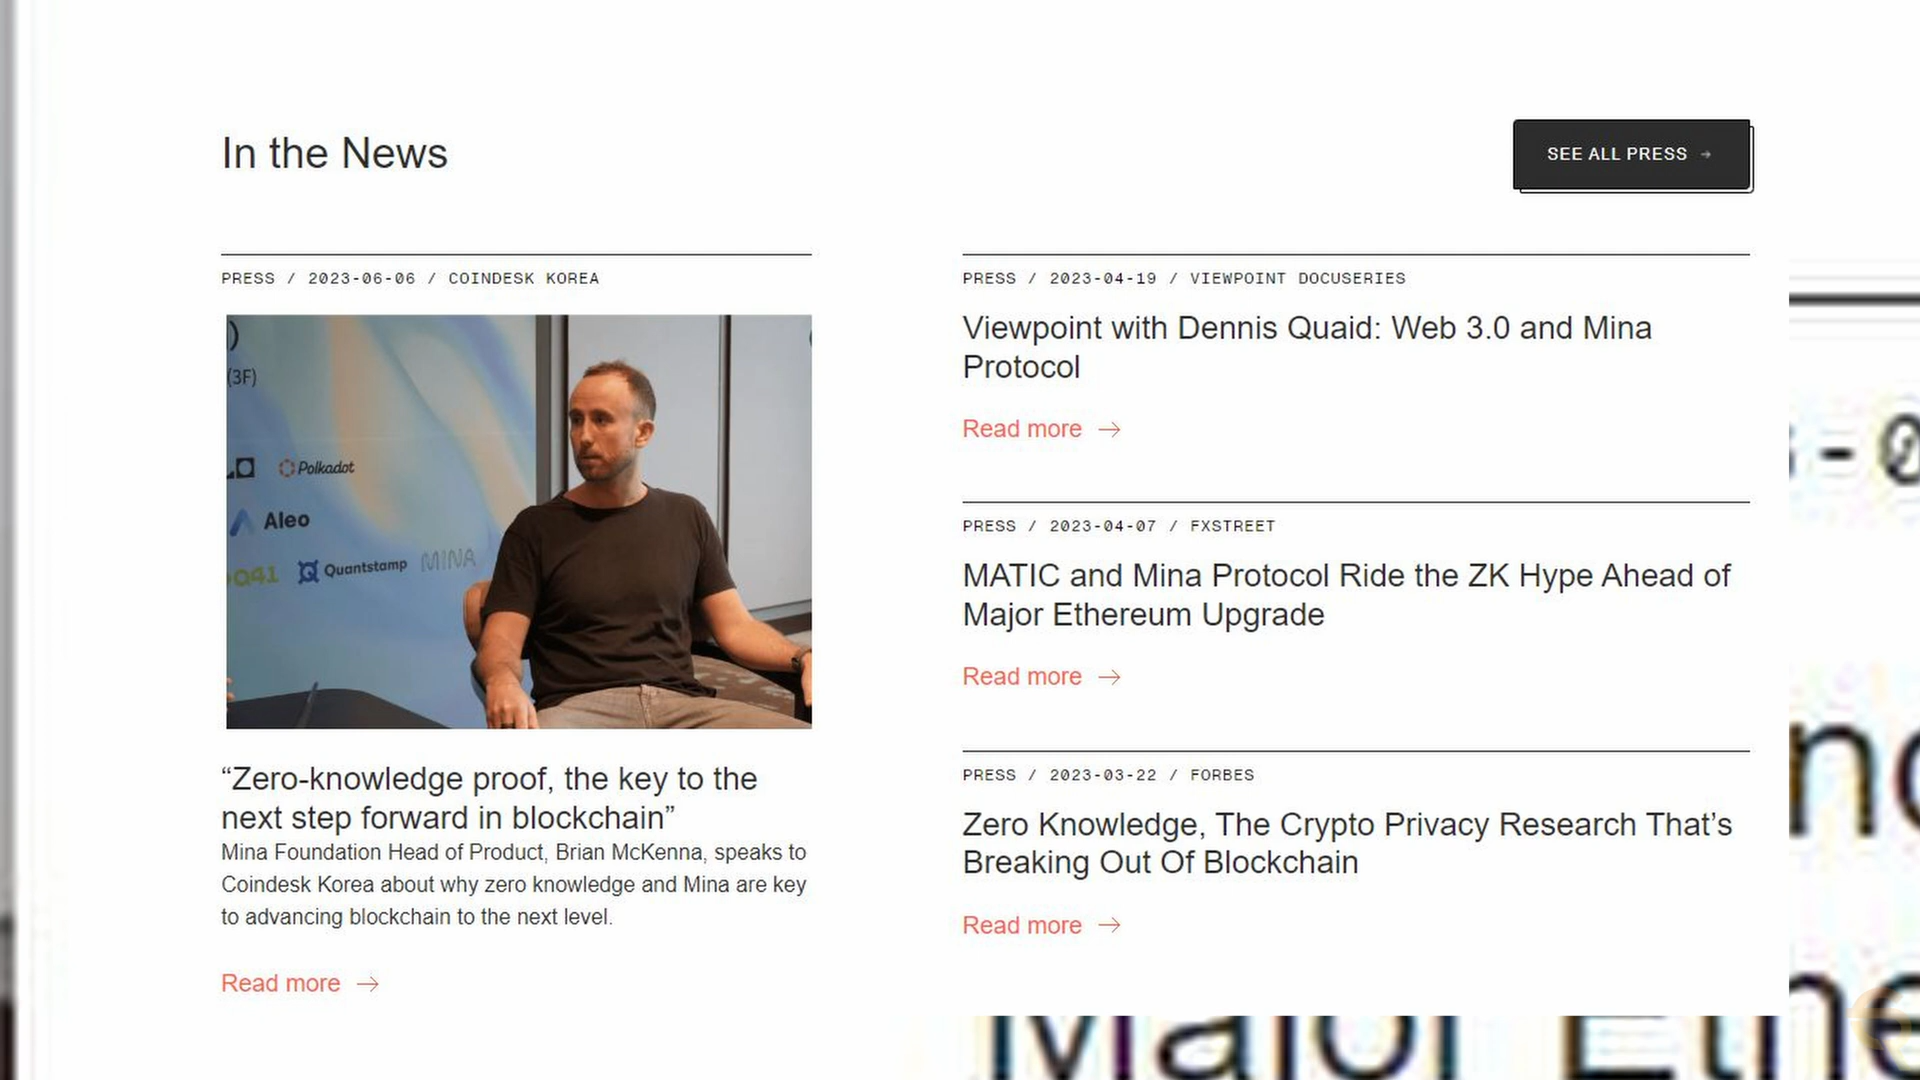 In the News
SEE ALL PRESS →
PRESS / 2023-06-06 / COINDESK KOREA
(3F)
Polkadot
Aleo
Quantstamp
MINA
“Zero-knowledge proof, the key to the
next step forward in blockchain”
Mina Foundation Head of Product, Brian McKenna, speaks to
Coindesk Korea about why zero knowledge and Mina are key
to advancing blockchain to the next level.
Read more →
PRESS / 2023-04-19 / VIEWPOINT DOCUSERIES
Viewpoint with Dennis Quaid: Web 3.0 and Mina
Protocol
Read more →
PRESS / 2023-04-07 / FXSTREET
MATIC and Mina Protocol Ride the ZK Hype Ahead of
Major Ethereum Upgrade
Read more →
PRESS / 2023-03-22 / FORBES
Zero Knowledge, The Crypto Privacy Research That’s
Breaking Out Of Blockchain
Read more →
Major Ethe